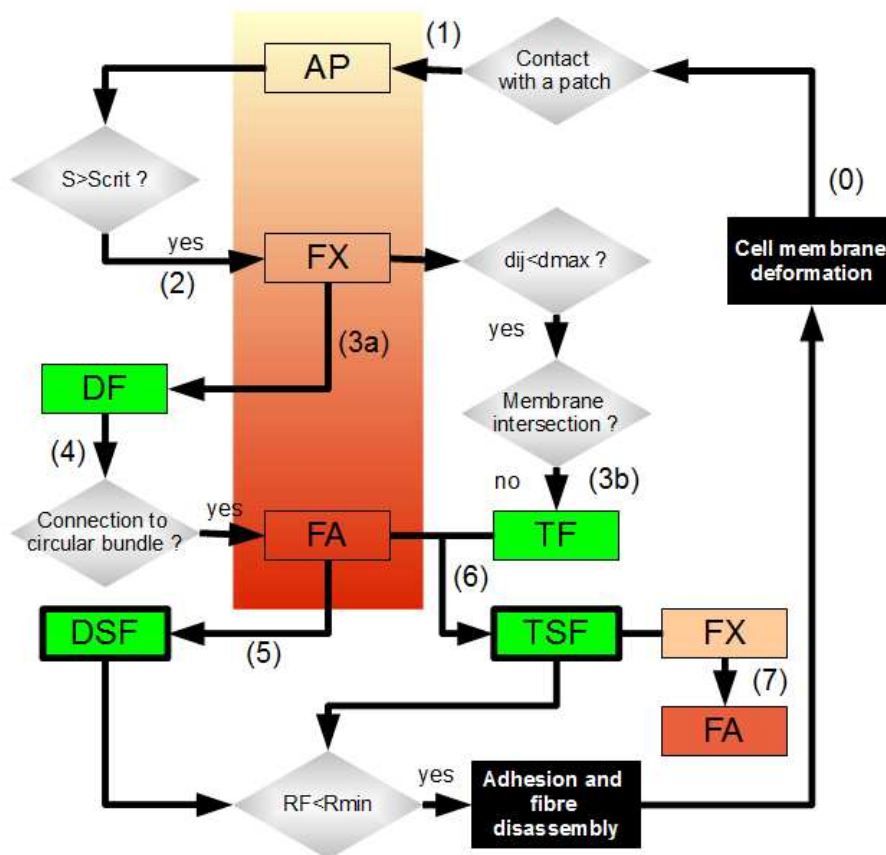 (1)
AP
Contact
with a patch
S>Scrit ?
(0)
yes
(2)
FX
dij<dmax ?
Cell membrane
deformation
(3a)
yes
DF
Membrane
intersection ?
(4)
no
(3b)
Connection to
circular bundle ?
yes
FA
TF
(6)
DSF
(5)
TSF
FX
(7)
FA
RF<Rmin
yes
Adhesion and
fibre
disassembly